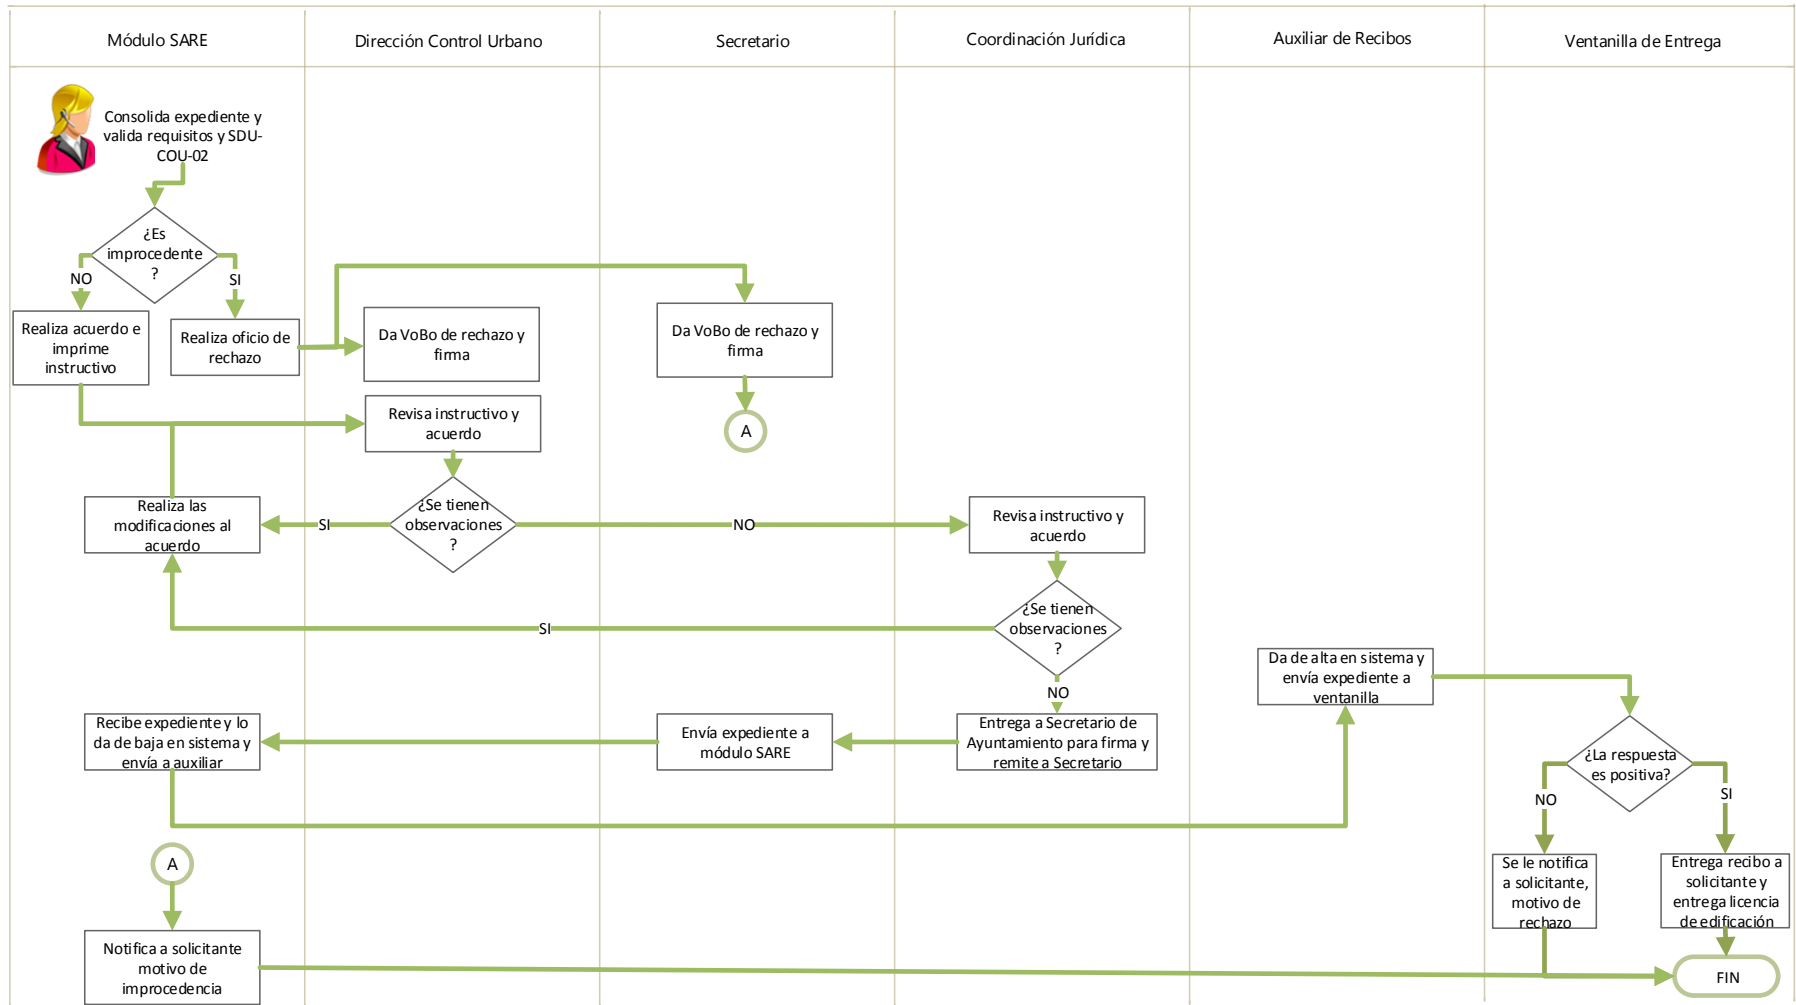 Módulo SARE
Dirección Control Urbano
Secretario
Coordinación Jurídica
Auxiliar de Recibos
Ventanilla de Entrega
Consolida expediente y
valida requisitos y SDU-
COU-02
¿Es
improcedente
?
NO
SI
Realiza acuerdo e
imprime
instructivo
Realiza oficio de
rechazo
Da VoBo de rechazo y
firma
Da VoBo de rechazo y
firma
A
Revisa instructivo y
acuerdo
Realiza las
modificaciones al
acuerdo
SI
¿Se tienen
observaciones
?
NO
Revisa instructivo y
acuerdo
SI
¿Se tienen
observaciones
?
NO
Da de alta en sistema y
envía expediente a
ventanilla
Recibe expediente y lo
da de baja en sistema y
envía a auxiliar
Envía expediente a
módulo SARE
Entrega a Secretario de
Ayuntamiento para firma y
remite a Secretario
¿La respuesta
es positiva?
NO
SI
A
Se le notifica
a solicitante,
motivo de
rechazo
Entrega recibo a
solicitante y
entrega licencia
de edificación
Notifica a solicitante
motivo de
improcedencia
FIN